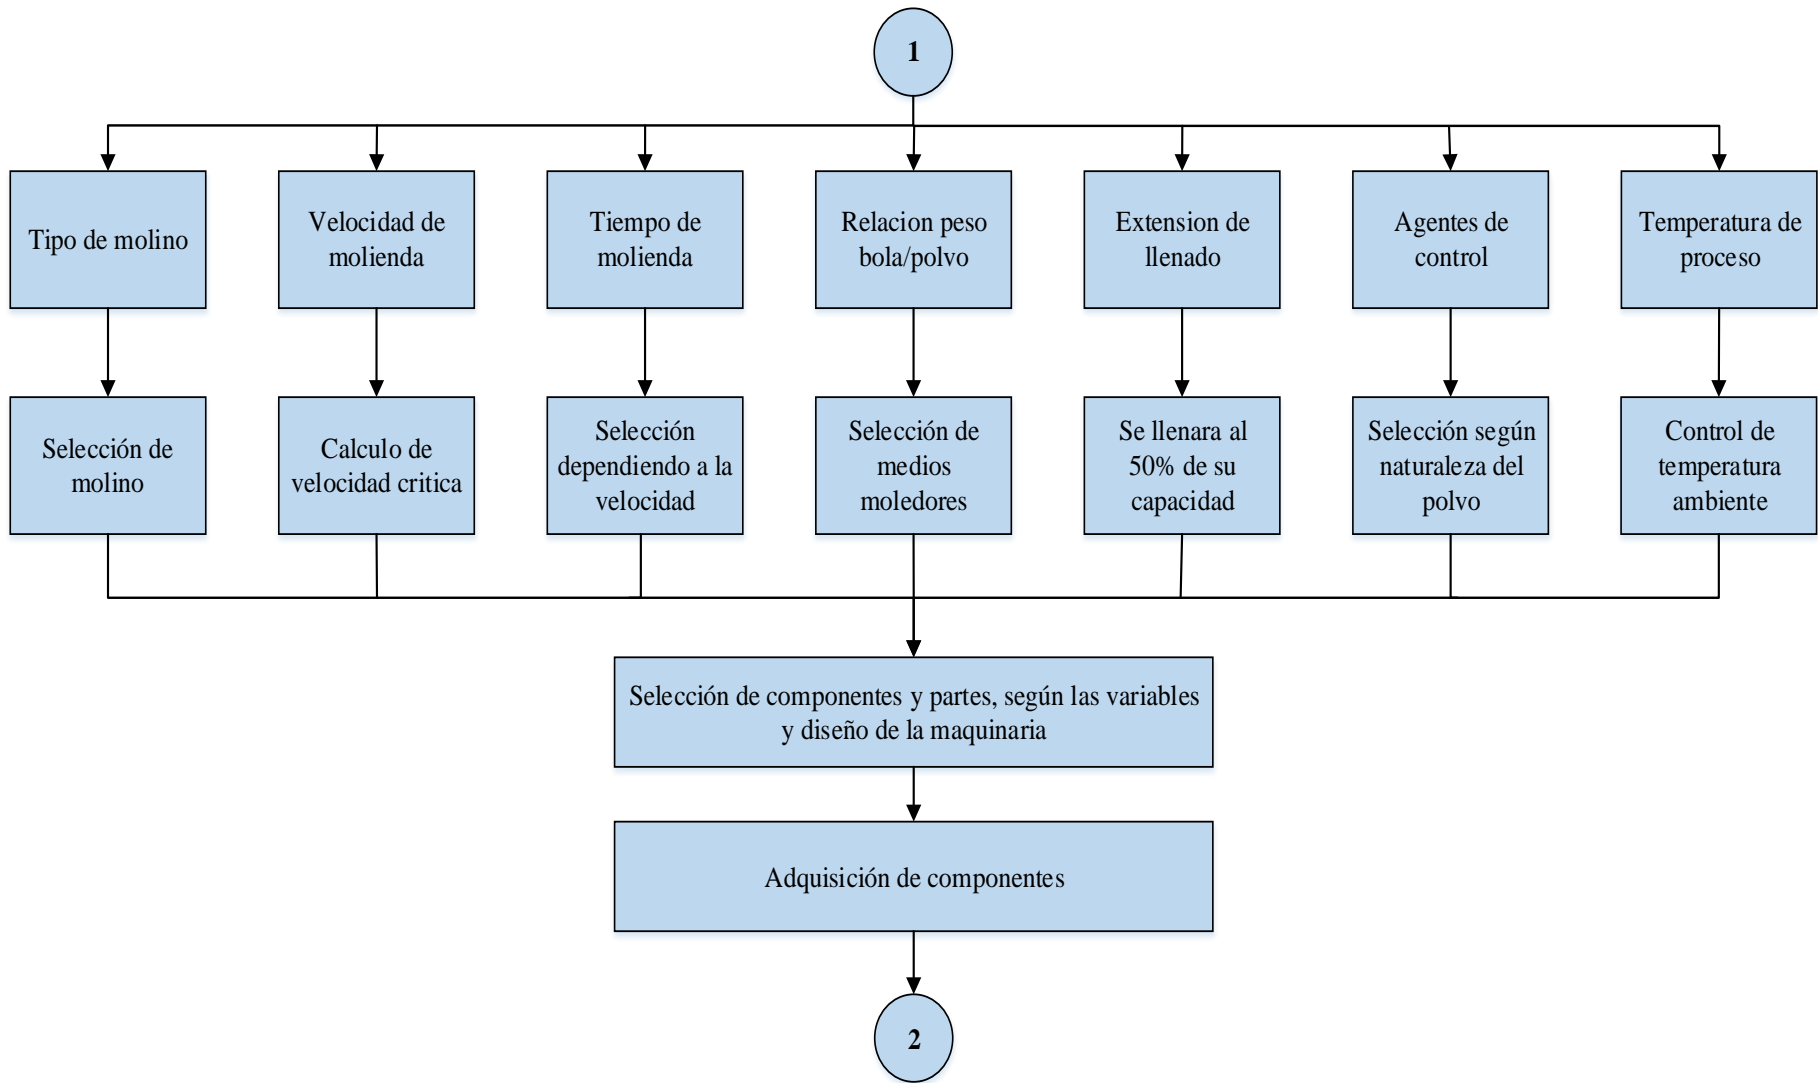 1
Tipo de molino
Velocidad de
molienda
Tiempo de
molienda
Relacion peso
bola/polvo
Extension de
llenado
Agentes de
control
Temperatura de
proceso
Selección de
molino
Calculo de
velocidad critica
Selección
dependiendo a la
velocidad
Selección de
medios
moledores
Se llenara al
50% de su
capacidad
Selección según
naturaleza del
polvo
Control de
temperatura
ambiente
Selección de componentes y partes, según las variables
y diseño de la maquinaria
Adquisición de componentes
2